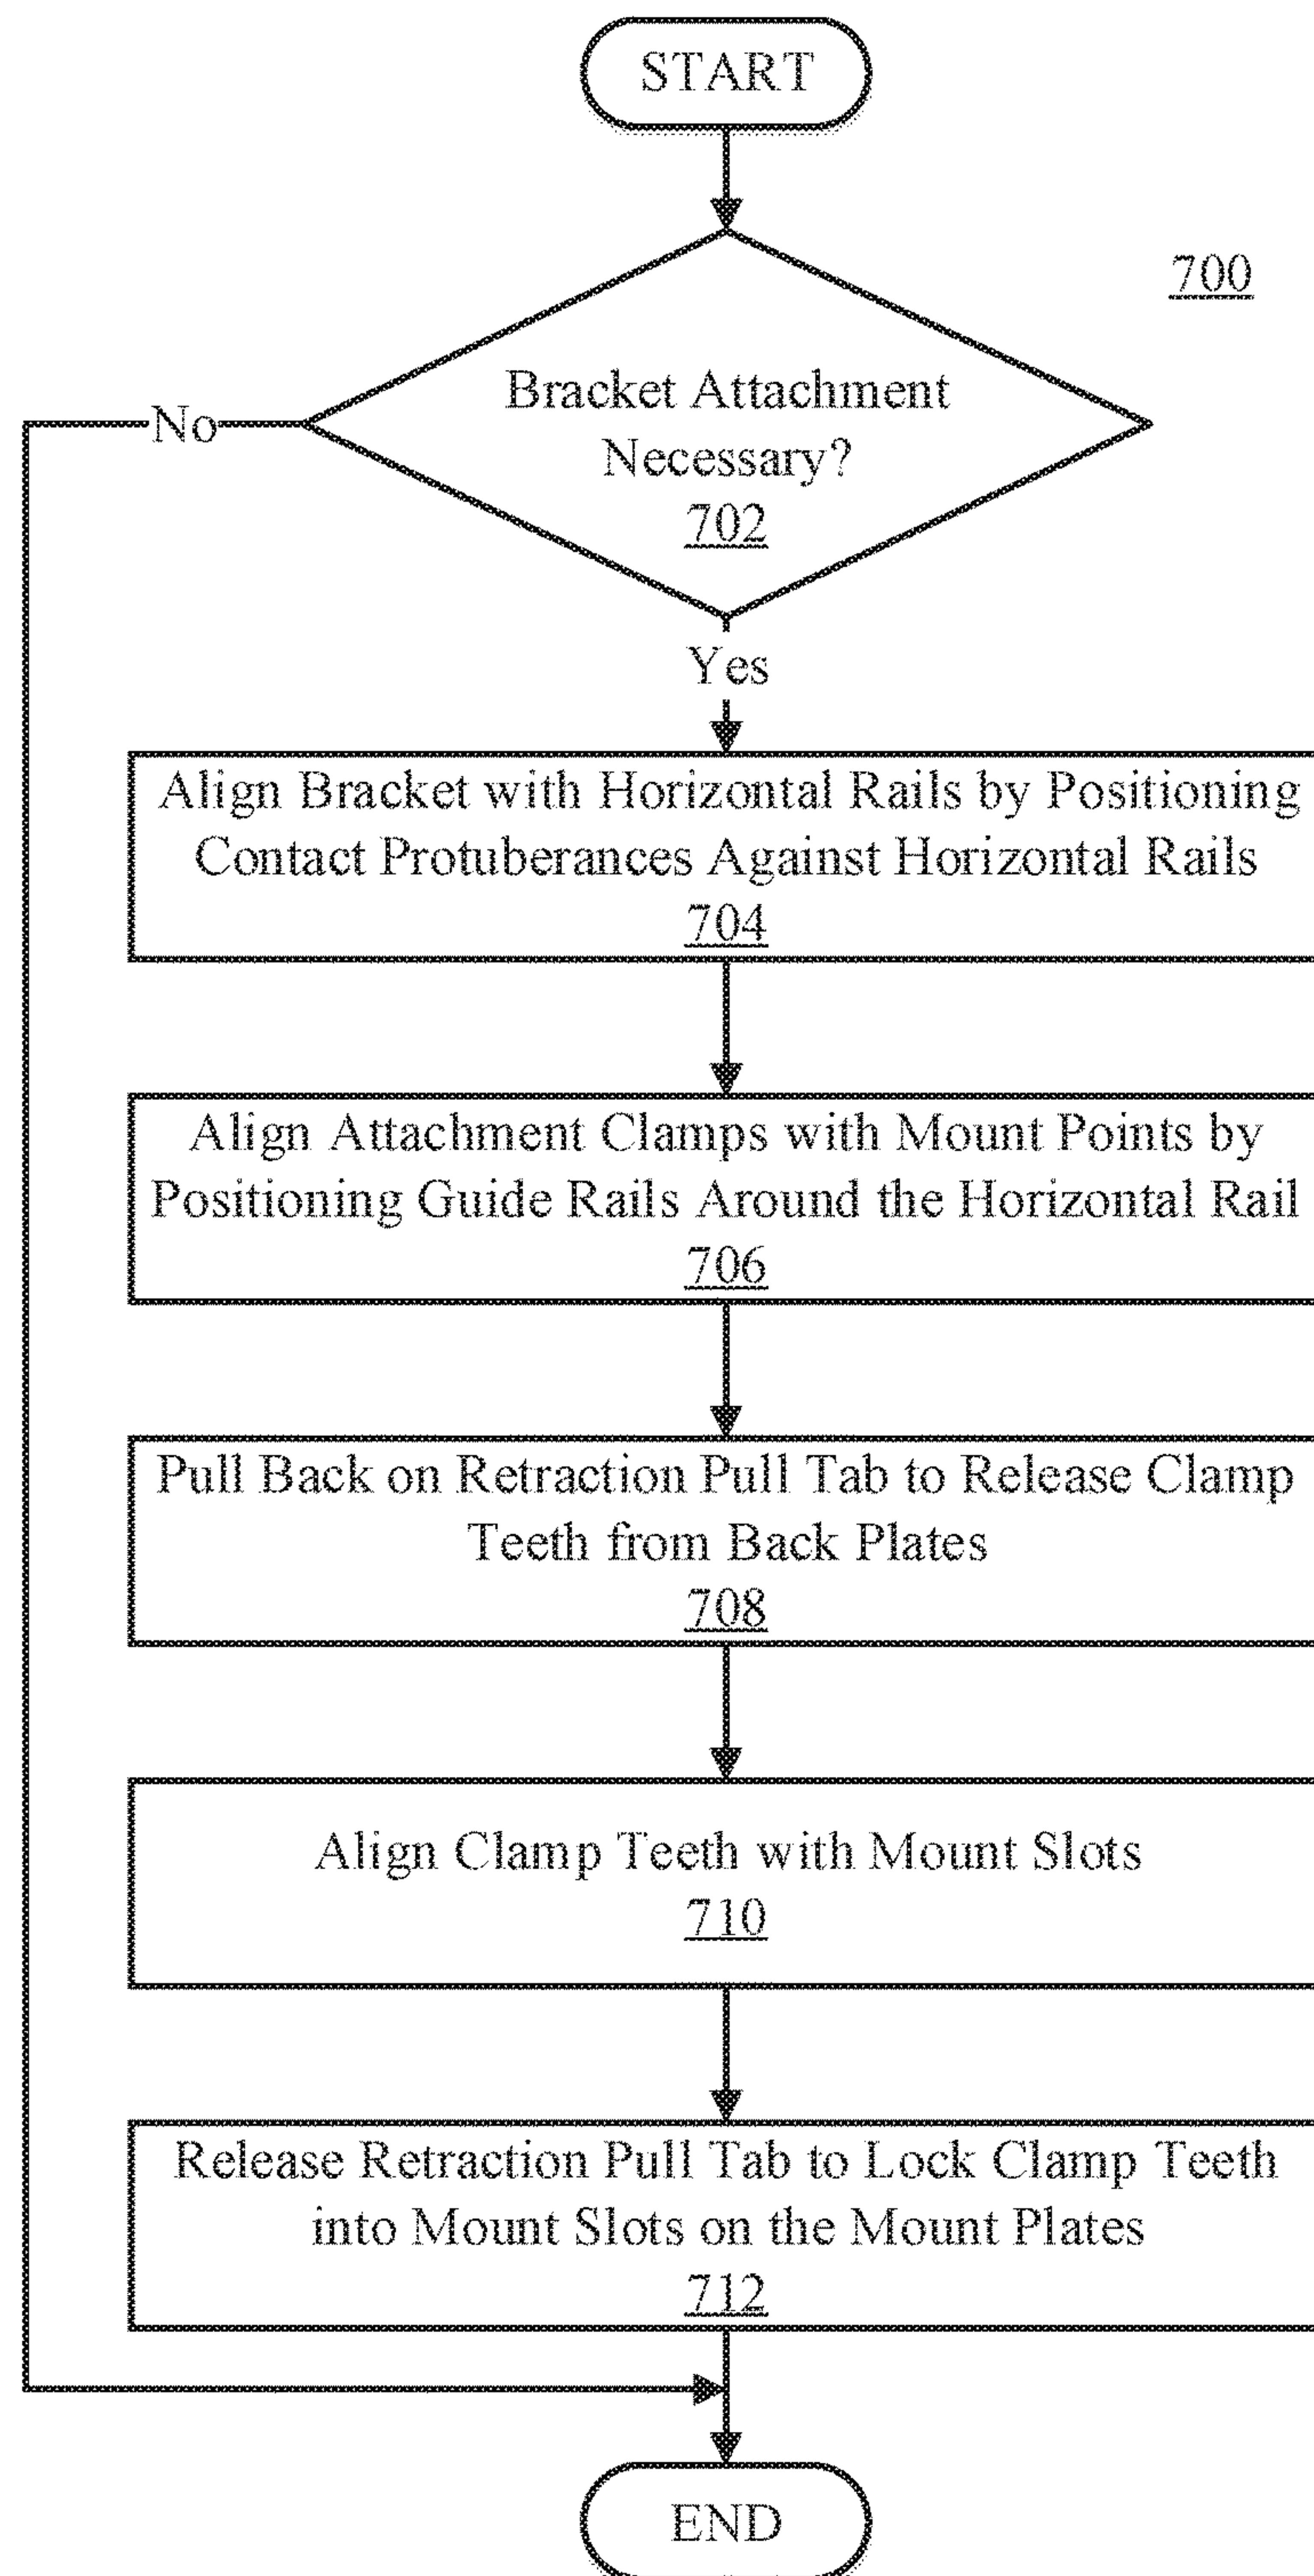 START
700
Bracket Attachment
Necessary?
702
No
Yes
Align Bracket with Horizontal Rails by Positioning
Contact Protuberances Against Horizontal Rails
704
Align Attachment Clamps with Mount Points by
Positioning Guide Rails Around the Horizontal Rail
706
Pull Back on Retraction Pull Tab to Release Clamp
Teeth from Back Plates
708
Align Clamp Teeth with Mount Slots
710
Release Retraction Pull Tab to Lock Clamp Teeth
into Mount Slots on the Mount Plates
712
END